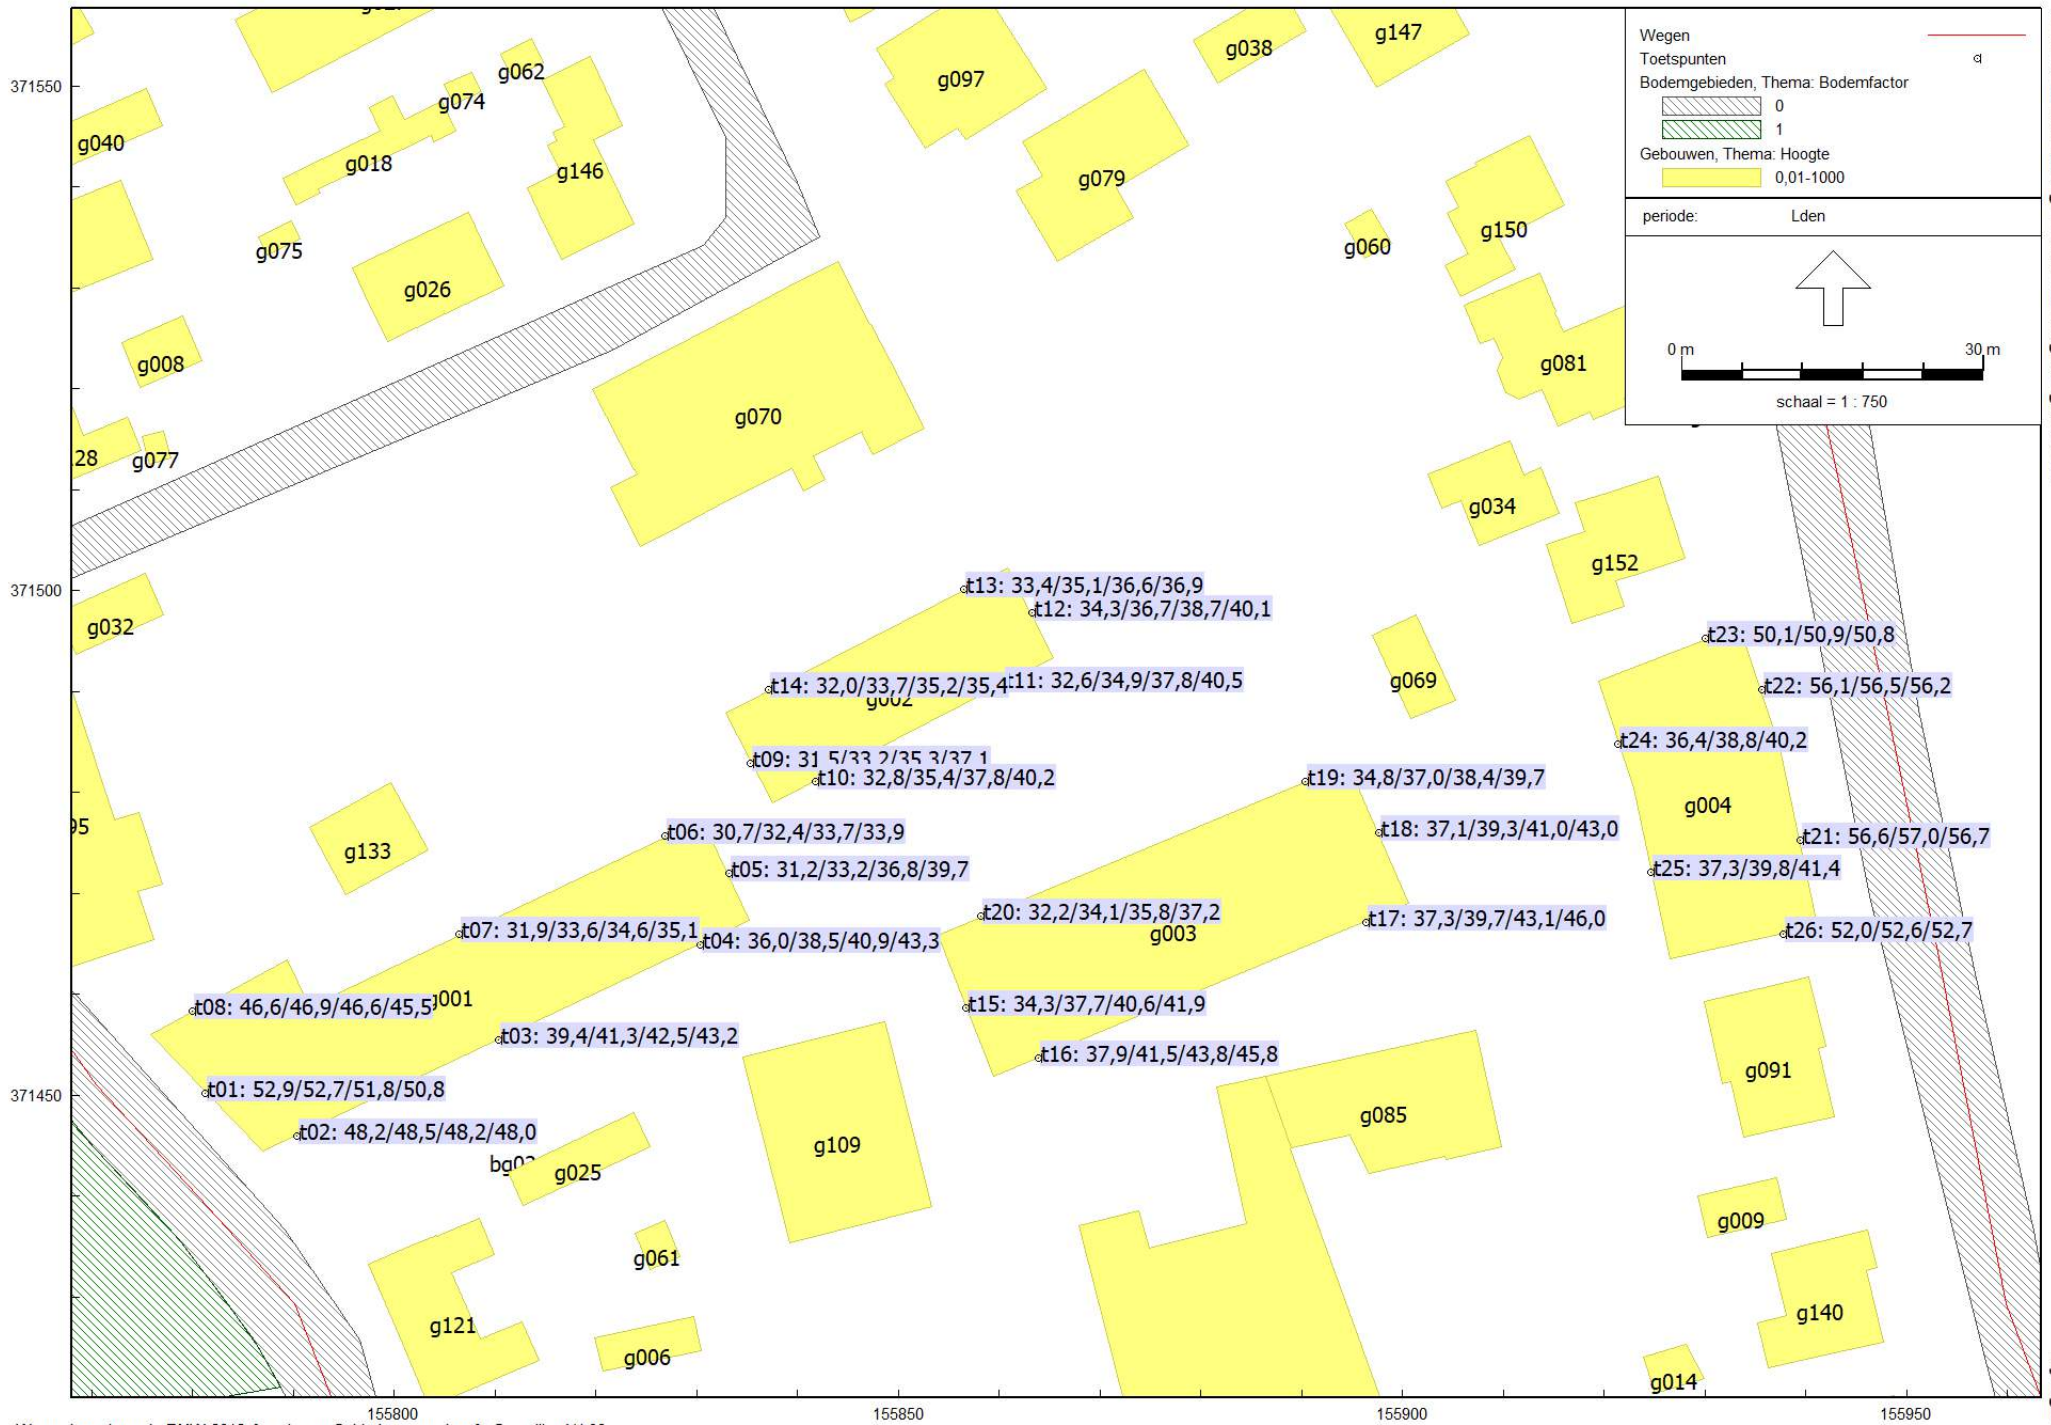 g062
g097
g038
g147
Wegen
Toetspunten
Bodemgebieden, Thema: Bodemfactor
0
1
Gebouwen, Thema: Hoogte
0,01-1000
periode: Lden
0 m 30 m
schaal = 1 : 750
371550
g074
g040
g018
g146
g079
g075
g150
g060
g026
g008
g081
g070
g077
g034
g152
371500
t13: 33,4/35,1/36,6/36,9
t12: 34,3/36,7/38,7/40,1
g032
t23: 50,1/50,9/50,8
g069
t14: 32,0/33,7/35,2/35,4
t11: 32,6/34,9/37,8/40,5
g002
t22: 56,1/56,5/56,2
t24: 36,4/38,8/40,2
t09: 31,5/33,2/35,3/37,1
t10: 32,8/35,4/37,8/40,2
t19: 34,8/37,0/38,4/39,7
g004
t06: 30,7/32,4/33,7/33,9
t18: 37,1/39,3/41,0/43,0
t21: 56,6/57,0/56,7
g133
t05: 31,2/33,2/36,8/39,7
t25: 37,3/39,8/41,4
t20: 32,2/34,1/35,8/37,2
t17: 37,3/39,7/43,1/46,0
t07: 31,9/33,6/34,6/35,1
t04: 36,0/38,5/40,9/43,3
g003
t26: 52,0/52,6/52,7
t08: 46,6/46,9/46,6/45,5
g001
t15: 34,3/37,7/40,6/41,9
t03: 39,4/41,3/42,5/43,2
t16: 37,9/41,5/43,8/45,8
g091
371450
t01: 52,9/52,7/51,8/50,8
t02: 48,2/48,5/48,2/48,0
g109
g085
g025
g009
g061
g121
g006
g140
g014
155800
155850
155900
155950